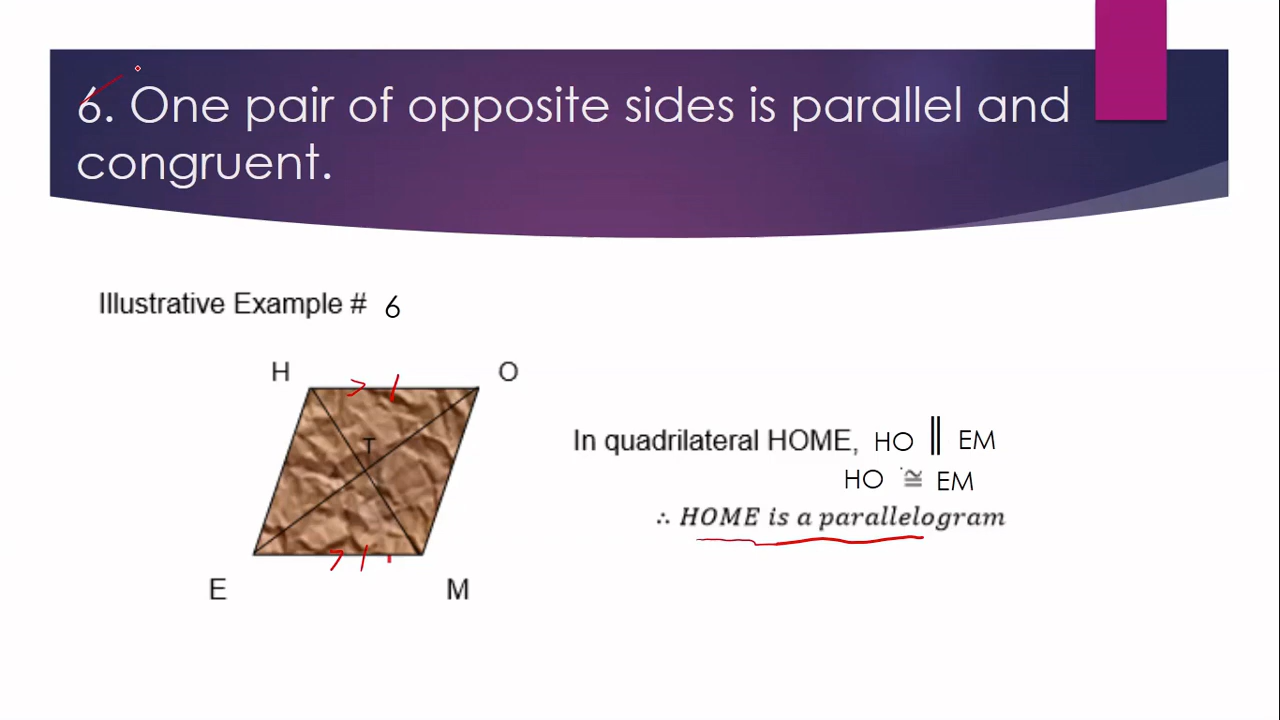 6. One pair of opposite sides is parallel and
congruent.
Illustrative Example # 6
H O
T
E M
In quadrilateral HOME, HO ∥ EM
HO ≅ EM
∴ HOME is a parallelogram